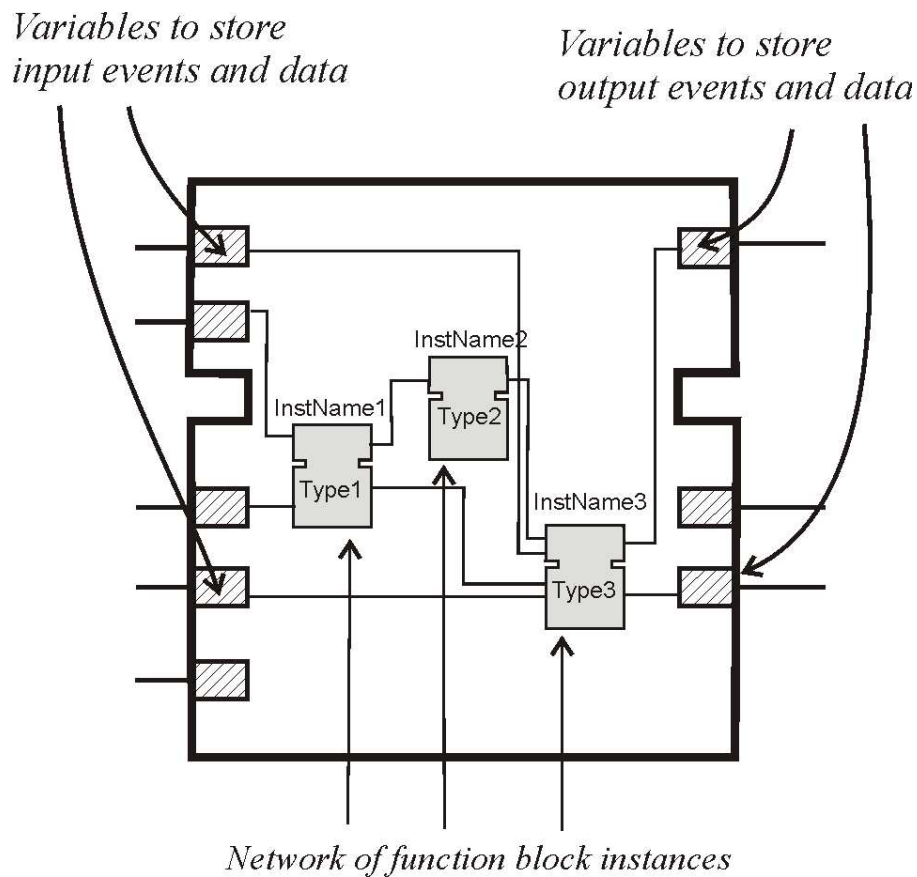 Variables to store
input events and data
Variables to store
output events and data
InstName2
Type2
InstName1
Type1
InstName3
Type3
Network of function block instances